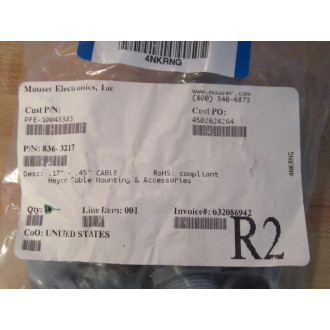 4NKRNG
Mouser Electronics, Inc
www.mouser.com
(800) 346-6873
Cust P/N:
PFE-10043383
Cust PO:
4502624264
P/N: 836-3217
4NKRNG
Desc: .17" - .45" CABLE
RoHS: compliant
Heyco Cable Mounting & Accessories
Qty:
Line Item: 001
Invoice#: 032086942
CoO: UNITED STATES
R2